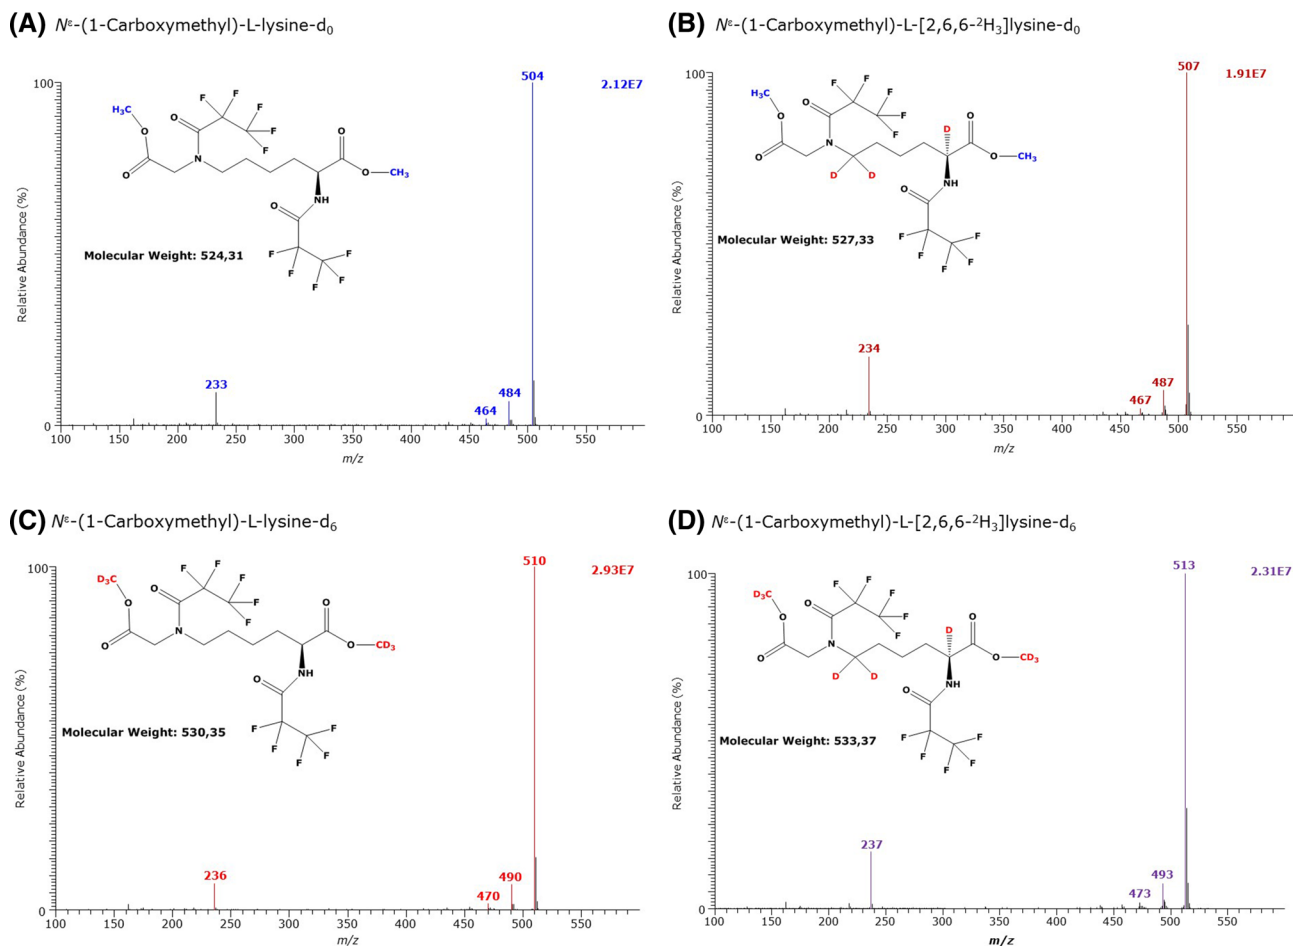 (A) Nᵋ-(1-Carboxymethyl)-L-lysine-d₀
100
504
2.12E7
H₃C
O
O
O
N
F
F
F
F
F
O
O
CH₃
NH
O
F
F
F
F
F
Molecular Weight: 524,31
Relative Abundance (%)
233
464
484
0
100 150 200 250 300 350 400 450 500 550
m/z
(B) Nᵋ-(1-Carboxymethyl)-L-[2,6,6-²H₃]lysine-d₀
100
507
1.91E7
H₃C
O
O
O
N
F
F
F
F
F
D
D
D
O
O
CH₃
NH
O
F
F
F
F
F
Molecular Weight: 527,33
Relative Abundance (%)
234
467
487
0
100 150 200 250 300 350 400 450 500 550
m/z
(C) Nᵋ-(1-Carboxymethyl)-L-lysine-d₆
100
510
2.93E7
D₃C
O
O
O
N
F
F
F
F
F
O
O
CD₃
NH
O
F
F
F
F
F
Molecular Weight: 530,35
Relative Abundance (%)
236
470
490
0
100 150 200 250 300 350 400 450 500 550
m/z
(D) Nᵋ-(1-Carboxymethyl)-L-[2,6,6-²H₃]lysine-d₆
100
513
2.31E7
D₃C
O
O
O
N
F
F
F
F
F
D
D
D
O
O
CD₃
NH
O
F
F
F
F
F
Molecular Weight: 533,37
Relative Abundance (%)
237
473
493
0
100 150 200 250 300 350 400 450 500 550
m/z